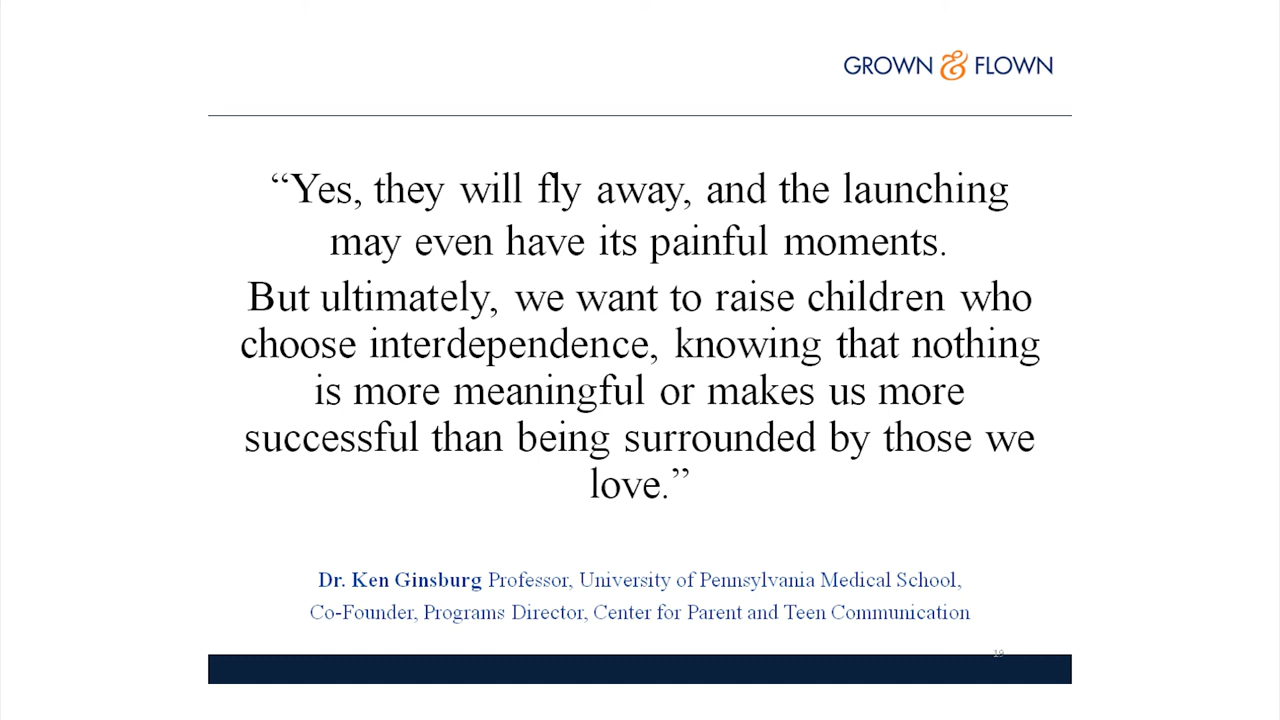 GROWN & FLOWN
“Yes, they will fly away, and the launching
may even have its painful moments.
But ultimately, we want to raise children who
choose interdependence, knowing that nothing
is more meaningful or makes us more
successful than being surrounded by those we
love.”
Dr. Ken Ginsburg Professor, University of Pennsylvania Medical School,
Co-Founder, Programs Director, Center for Parent and Teen Communication
19